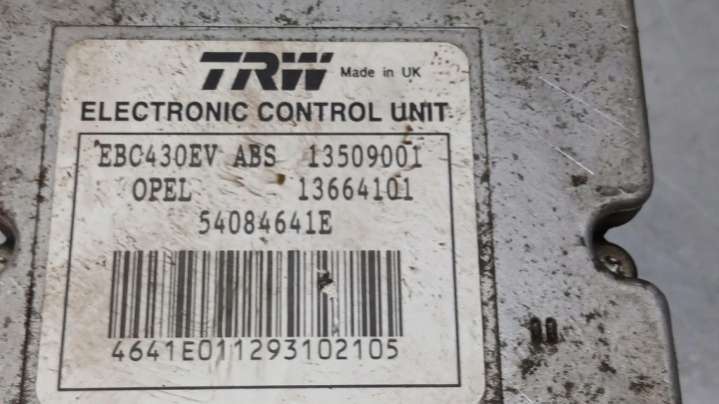 TRW Made in UK
ELECTRONIC CONTROL UNIT
EBC430EV ABS 13509001
OPEL 13664101
54084641E
4641E011293102105